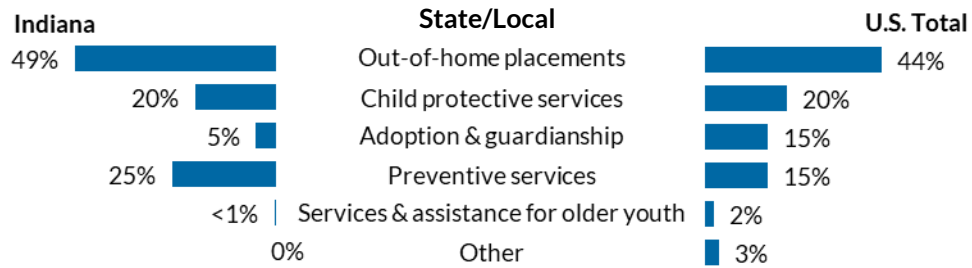 Indiana State/Local U.S. Total
49% Out-of-home placements 44%
20% Child protective services 20%
5% Adoption & guardianship 15%
25% Preventive services 15%
<1% Services & assistance for older youth 2%
0% Other 3%